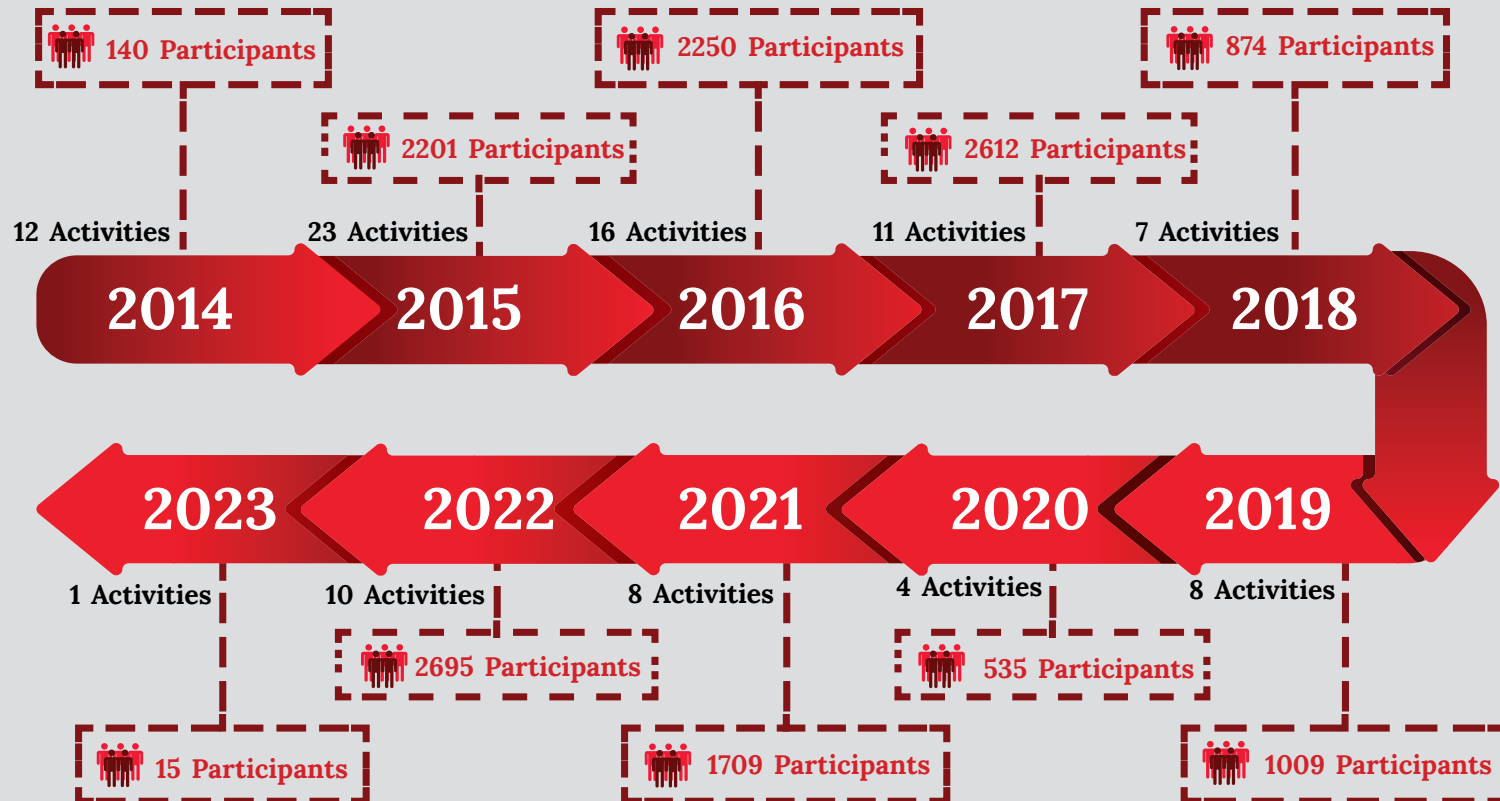 140 Participants
2250 Participants
874 Participants
2201 Participants
2612 Participants
12 Activities
23 Activities
16 Activities
11 Activities
7 Activities
2014
2015
2016
2017
2018
2023
2022
2021
2020
2019
1 Activities
10 Activities
8 Activities
4 Activities
8 Activities
2695 Participants
535 Participants
15 Participants
1709 Participants
1009 Participants